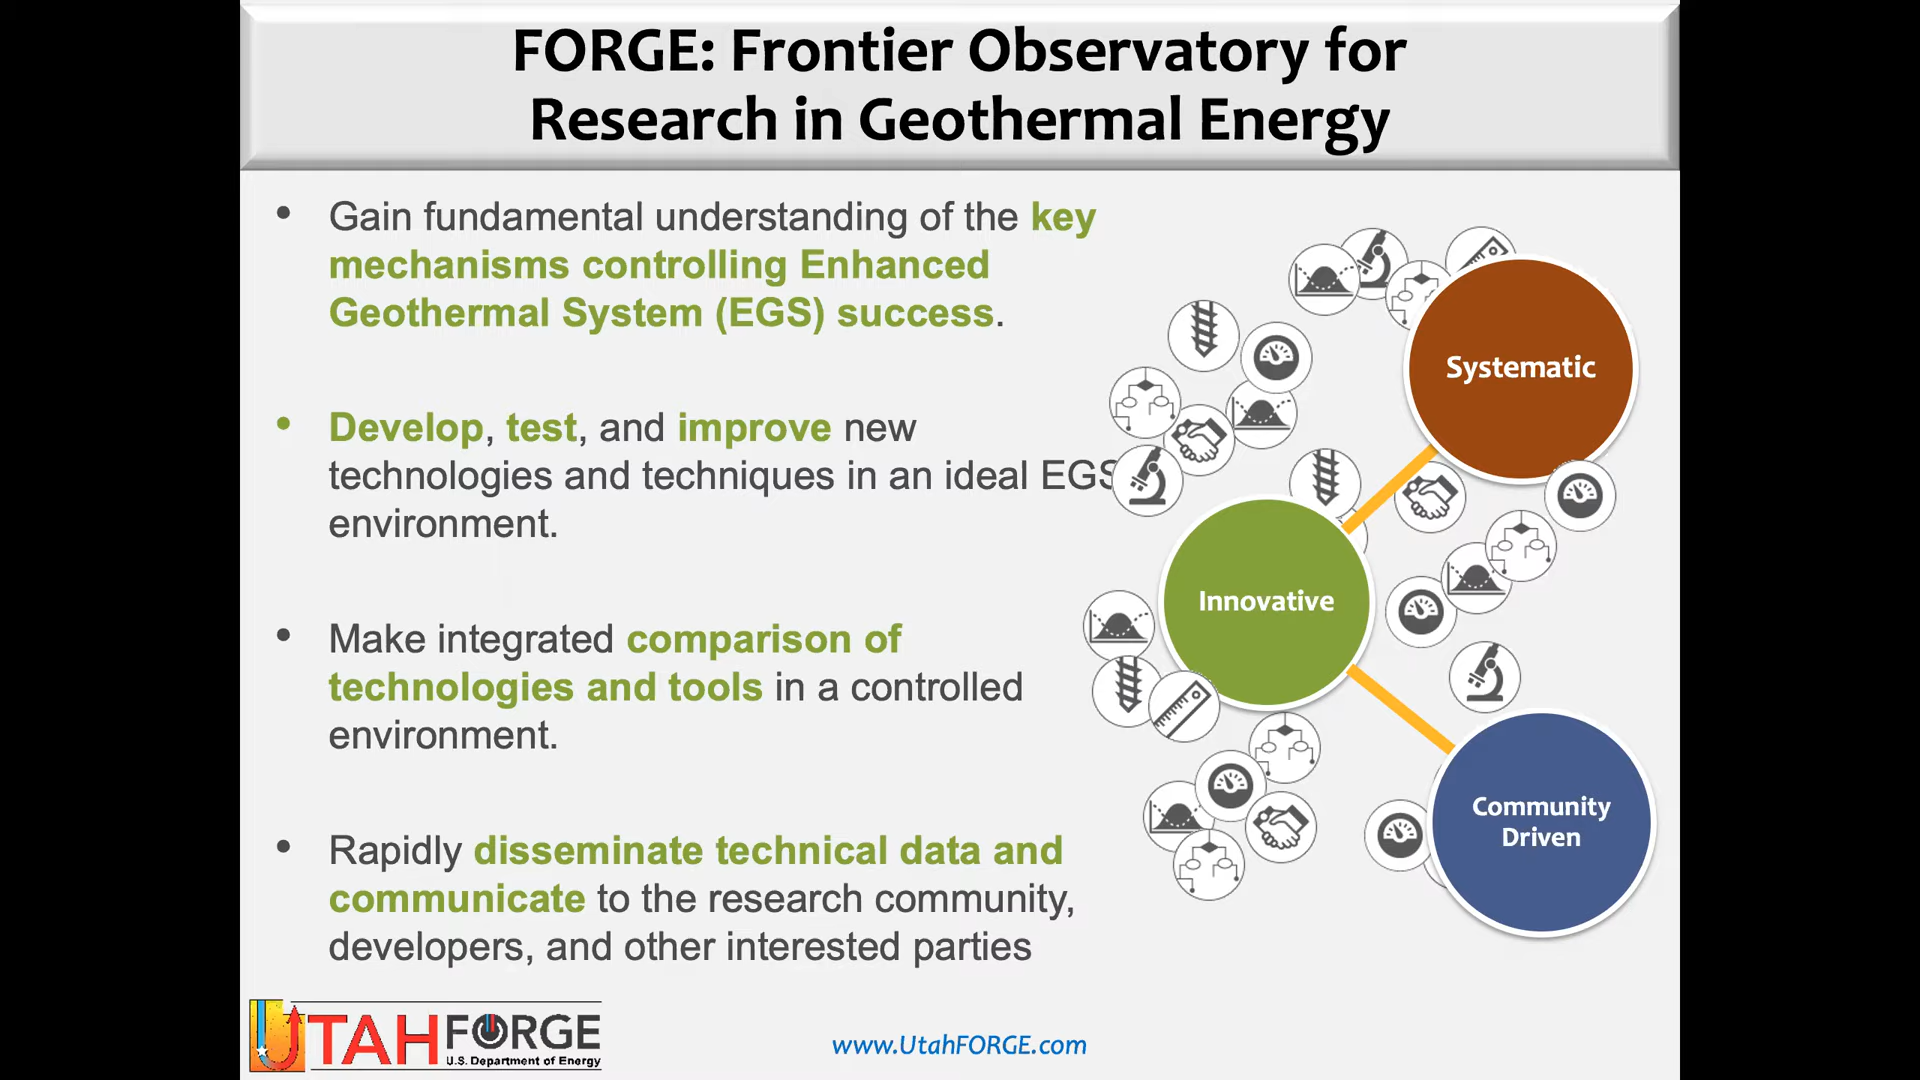 FORGE: Frontier Observatory for
Research in Geothermal Energy
• Gain fundamental understanding of the key
mechanisms controlling Enhanced
Geothermal System (EGS) success.
• Develop, test, and improve new
technologies and techniques in an ideal EGS
environment.
• Make integrated comparison of
technologies and tools in a controlled
environment.
• Rapidly disseminate technical data and
communicate to the research community,
developers, and other interested parties
Systematic
Innovative
Community
Driven
UTAH FORGE
U.S. Department of Energy
www.UtahFORGE.com